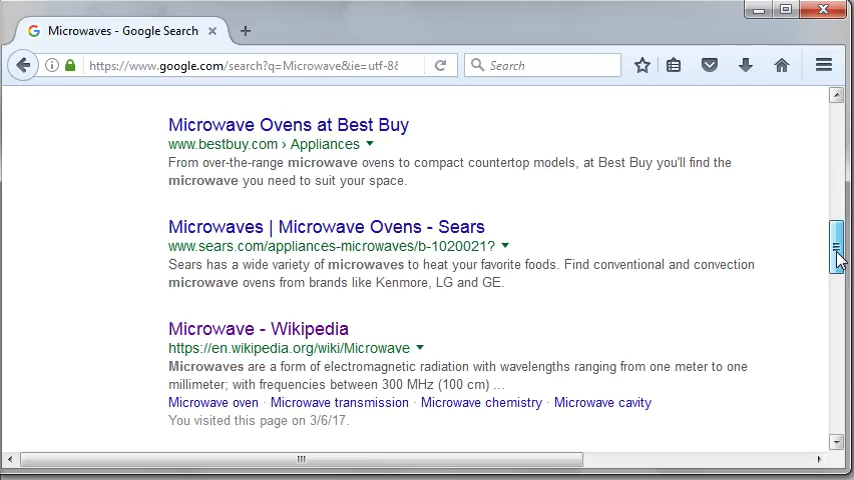 Microwaves - Google Search
https://www.google.com/search?q=Microwave&ie=utf-8&
Search
Microwave Ovens at Best Buy
www.bestbuy.com › Appliances
From over-the-range microwave ovens to compact countertop models, at Best Buy you'll find the
microwave you need to suit your space.
Microwaves | Microwave Ovens - Sears
www.sears.com/appliances-microwaves/b-1020021?
Sears has a wide variety of microwaves to heat your favorite foods. Find conventional and convection
microwave ovens from brands like Kenmore, LG and GE.
Microwave - Wikipedia
https://en.wikipedia.org/wiki/Microwave
Microwaves are a form of electromagnetic radiation with wavelengths ranging from one meter to one
millimeter; with frequencies between 300 MHz (100 cm) ...
Microwave oven · Microwave transmission · Microwave chemistry · Microwave cavity
You visited this page on 3/6/17.